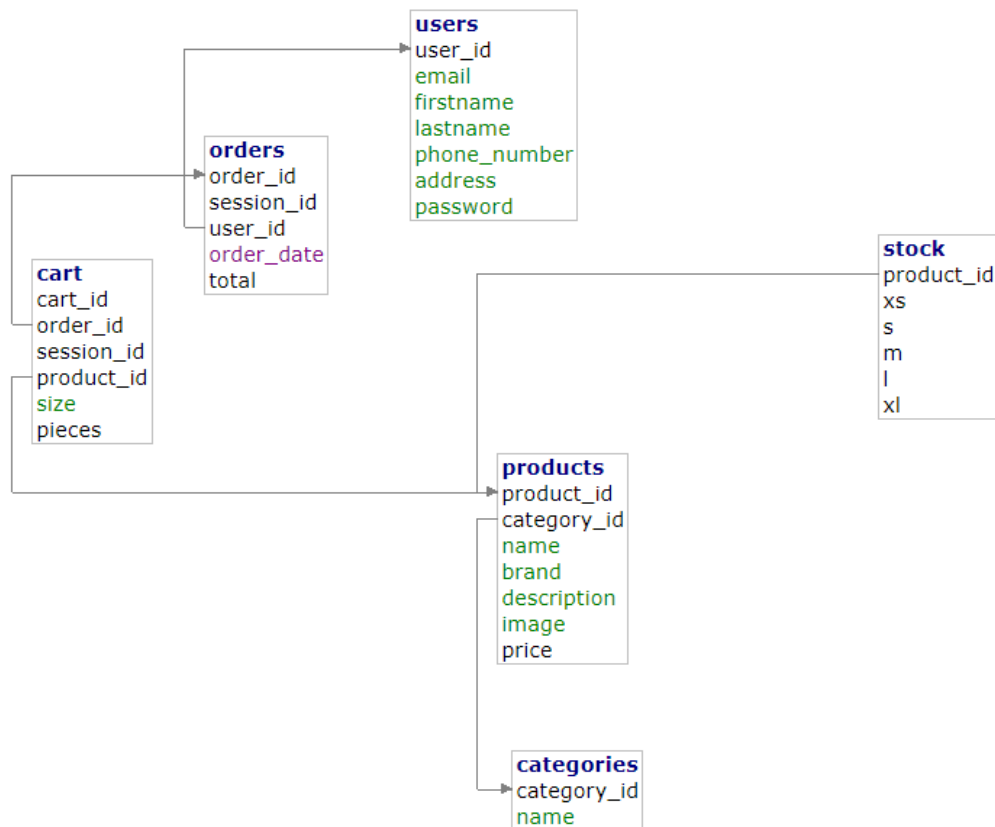 users
user_id
email
firstname
lastname
phone_number
address
password
orders
order_id
session_id
user_id
order_date
total
cart
cart_id
order_id
session_id
product_id
size
pieces
stock
product_id
xs
s
m
l
xl
products
product_id
category_id
name
brand
description
image
price
categories
category_id
name